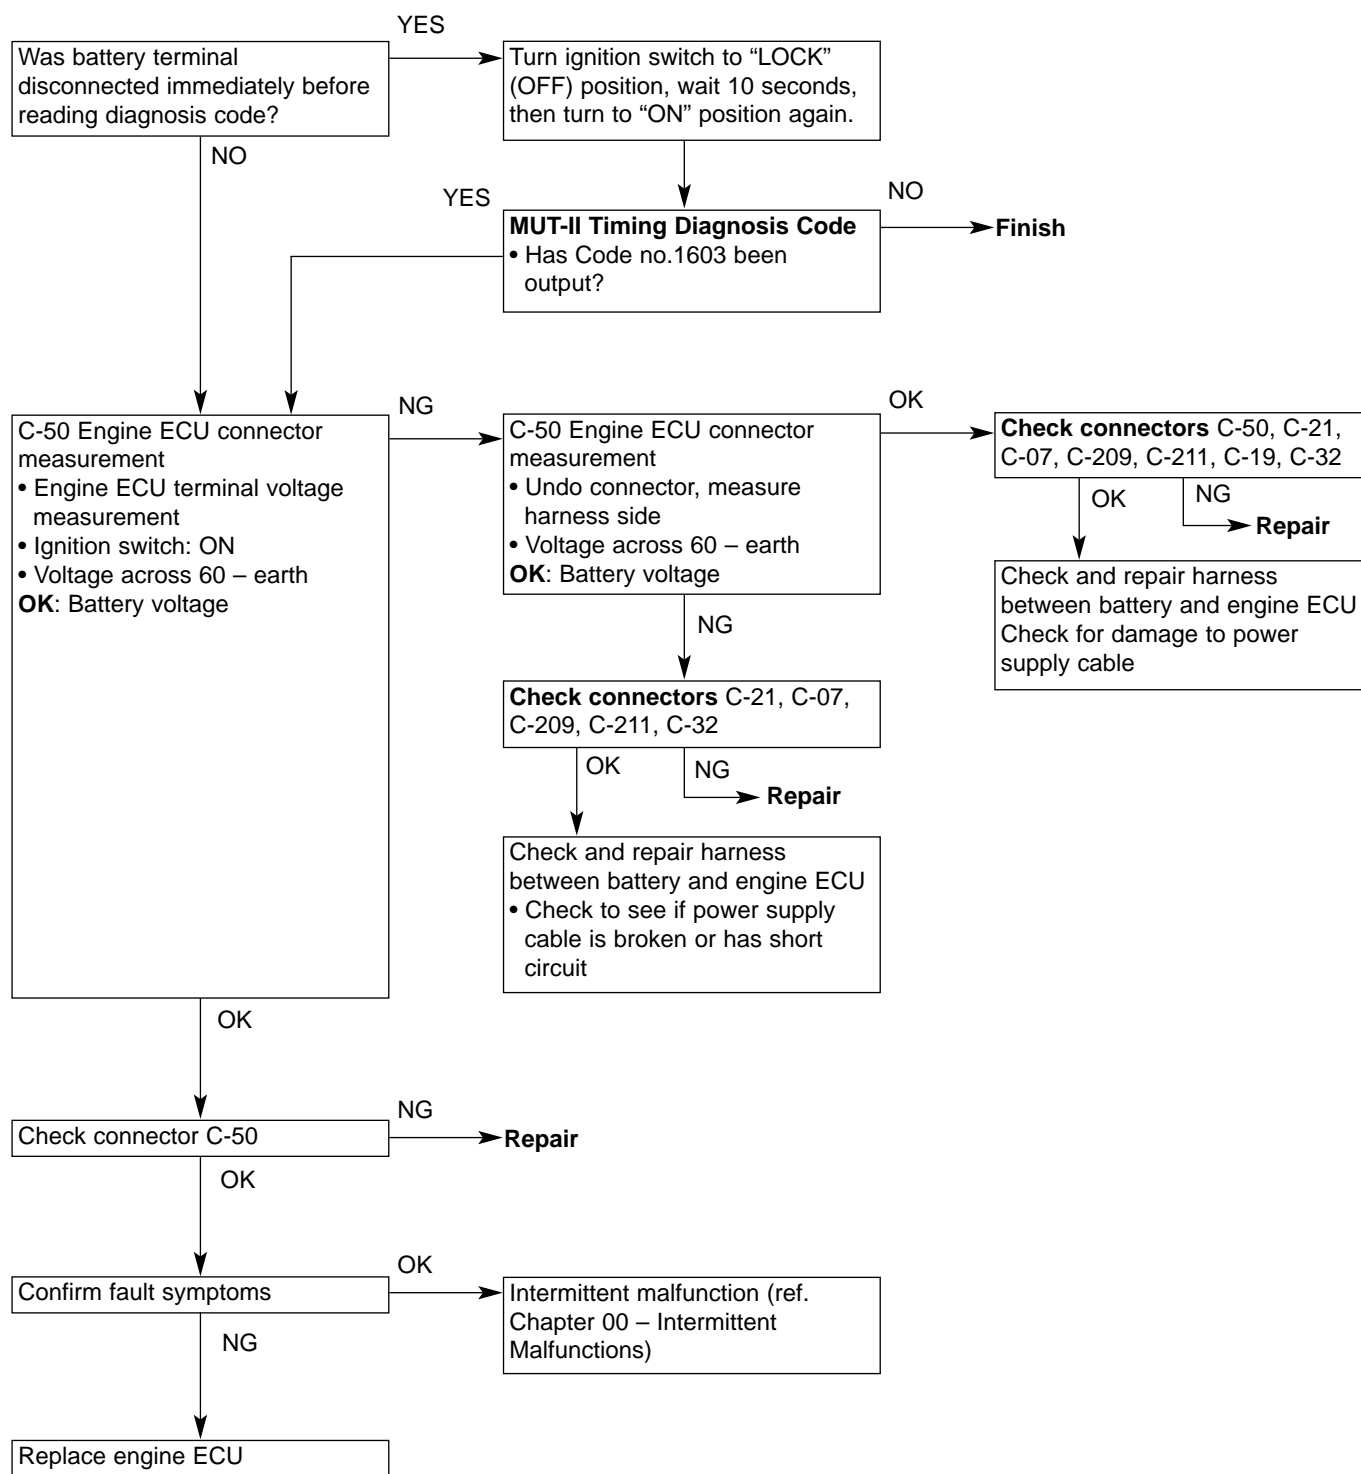 YES
Was battery terminal
disconnected immediately before
reading diagnosis code?
Turn ignition switch to “LOCK”
(OFF) position, wait 10 seconds,
then turn to “ON” position again.
NO
YES
NO
MUT-II Timing Diagnosis Code
• Has Code no.1603 been
output?
Finish
C-50 Engine ECU connector
measurement
• Engine ECU terminal voltage
measurement
• Ignition switch: ON
• Voltage across 60 – earth
OK: Battery voltage
NG
C-50 Engine ECU connector
measurement
• Undo connector, measure
harness side
• Voltage across 60 – earth
OK: Battery voltage
OK
Check connectors C-50, C-21,
C-07, C-209, C-211, C-19, C-32
OK
NG
Repair
Check and repair harness
between battery and engine ECU
Check for damage to power
supply cable
NG
Check connectors C-21, C-07,
C-209, C-211, C-32
OK
NG
Repair
Check and repair harness
between battery and engine ECU
• Check to see if power supply
cable is broken or has short
circuit
OK
Check connector C-50
NG
Repair
OK
Confirm fault symptoms
OK
Intermittent malfunction (ref.
Chapter 00 – Intermittent
Malfunctions)
NG
Replace engine ECU